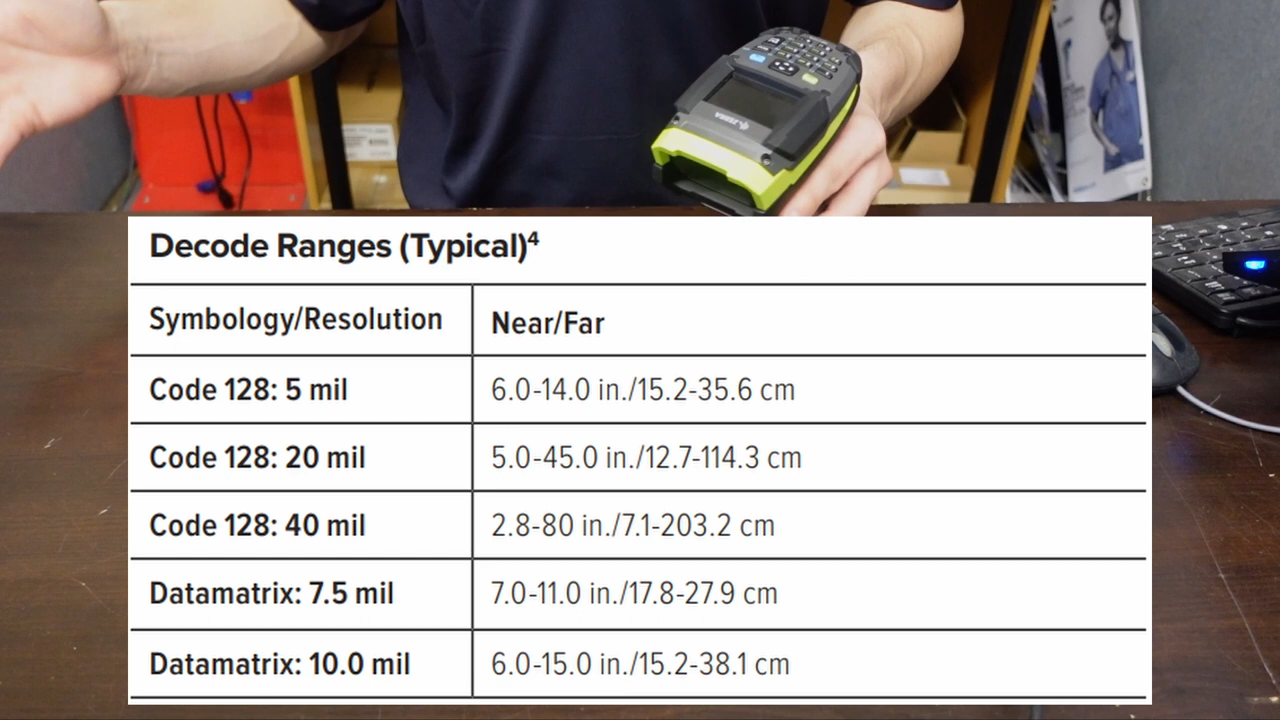 ZEBRA
Decode Ranges (Typical)⁴
Symbology/Resolution Near/Far
Code 128: 5 mil 6.0-14.0 in./15.2-35.6 cm
Code 128: 20 mil 5.0-45.0 in./12.7-114.3 cm
Code 128: 40 mil 2.8-80 in./7.1-203.2 cm
Datamatrix: 7.5 mil 7.0-11.0 in./17.8-27.9 cm
Datamatrix: 10.0 mil 6.0-15.0 in./15.2-38.1 cm